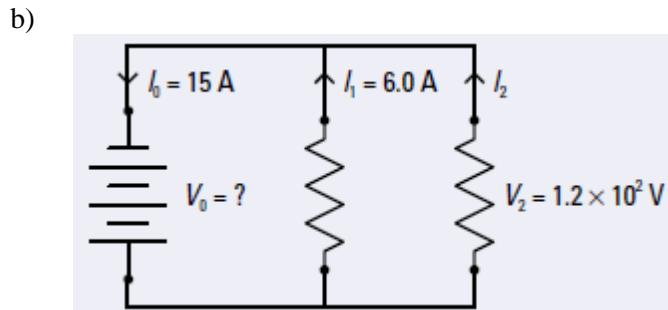 b)
I₀ = 15 A
I₁ = 6.0 A
I₂
V₀ = ?
V₂ = 1.2 × 10² V